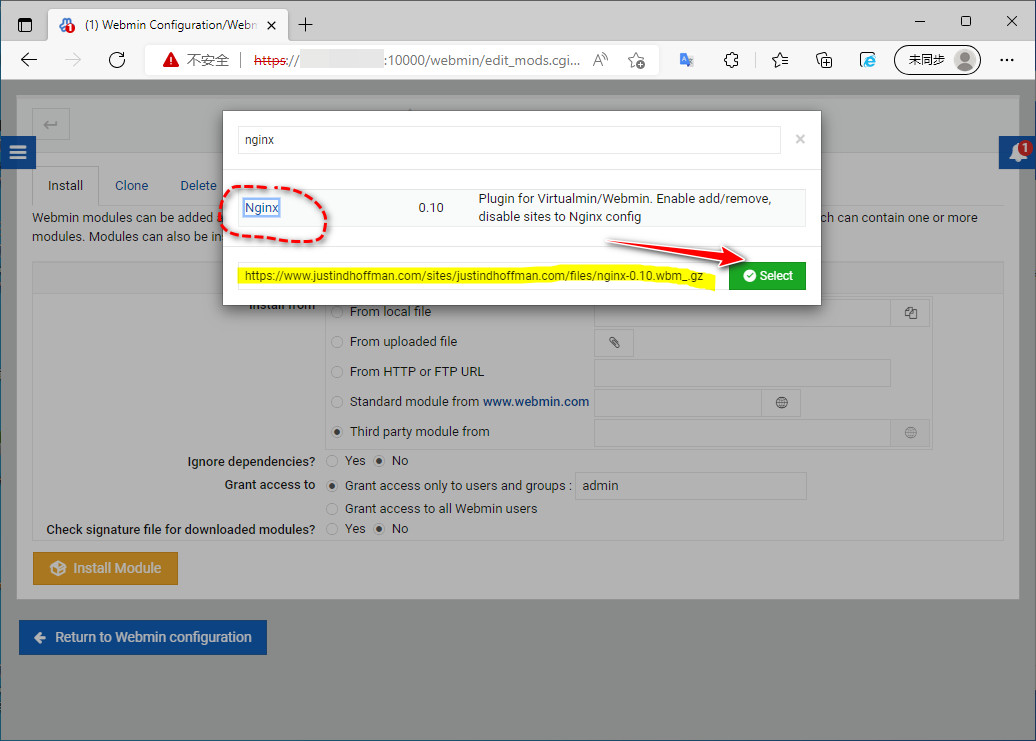 (1) Webmin Configuration/Webm
不安全
https://
:10000/webmin/edit_mods.cgi...
未同步
1
nginx
Install
Clone
Delete
Nginx
0.10
Plugin for Virtualmin/Webmin. Enable add/remove,
disable sites to Nginx config
Webmin modules can be added a
ch can contain one or more
modules. Modules can also be in
https://www.justindhoffman.com/sites/justindhoffman.com/files/nginx-0.10.wbm_.gz
Select
Install from
From local file
From uploaded file
From HTTP or FTP URL
Standard module from www.webmin.com
Third party module from
Ignore dependencies?
Yes
No
Grant access to
Grant access only to users and groups :
admin
Grant access to all Webmin users
Check signature file for downloaded modules?
Yes
No
Install Module
Return to Webmin configuration